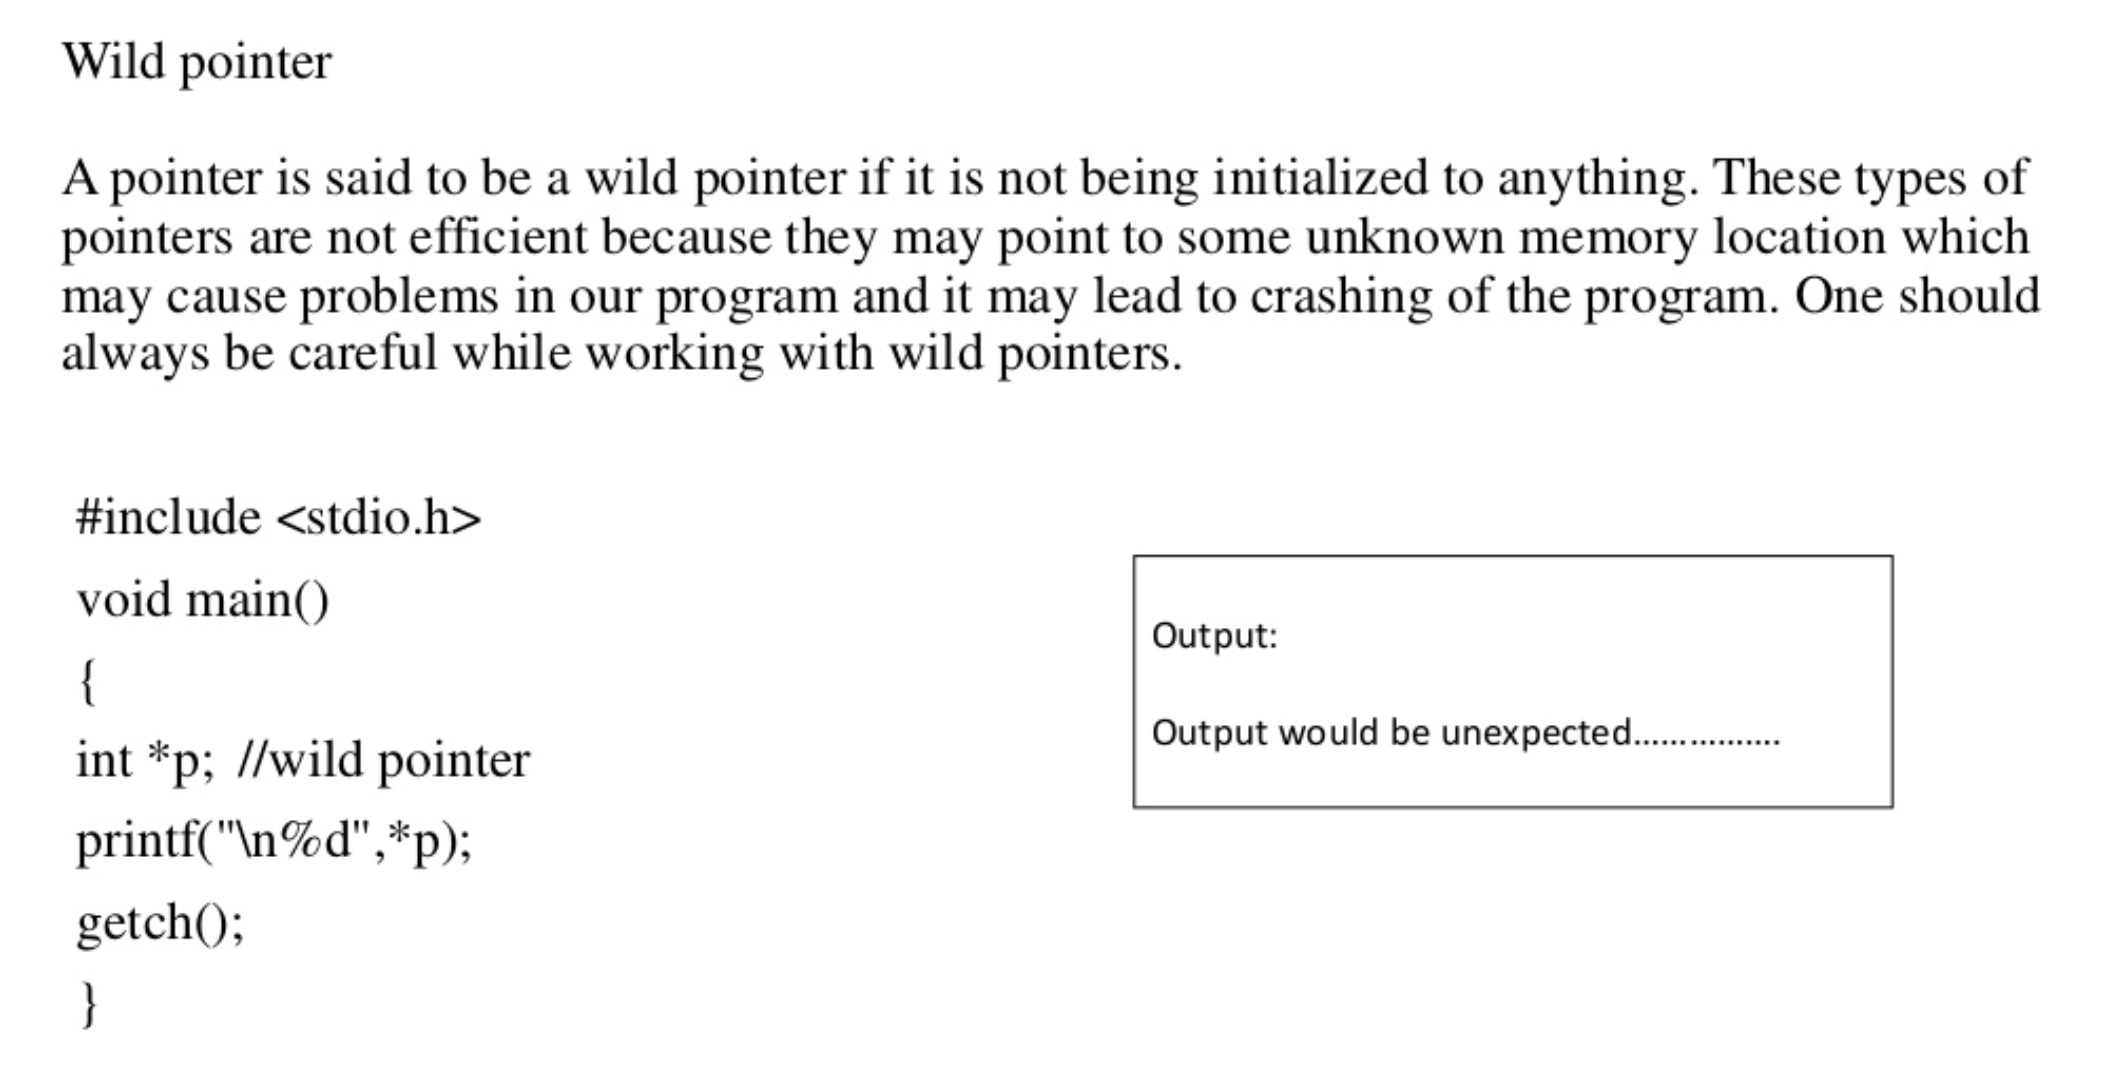 Wild pointer
A pointer is said to be a wild pointer if it is not being initialized to anything. These types of
pointers are not efficient because they may point to some unknown memory location which
may cause problems in our program and it may lead to crashing of the program. One should
always be careful while working with wild pointers.
#include <stdio.h>
void main()
{
int *p;  //wild pointer
printf("\n%d",*p);
getch();
}
Output:
Output would be unexpected................